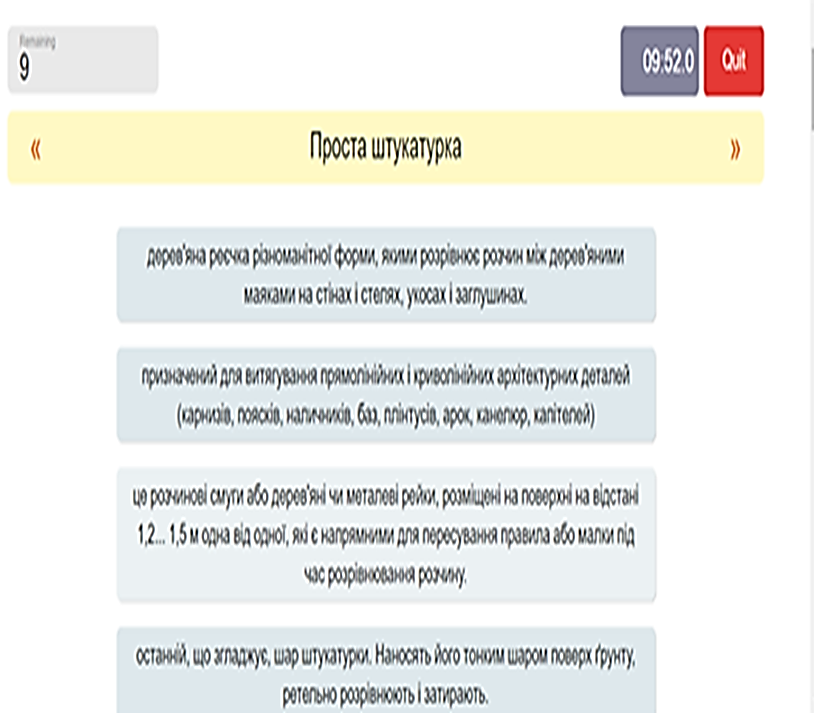 Remaining
9
09:52.0
Quit
«
Проста штукатурка
»
дерев'яна реєчка різноманітної форми, якими розрівнює розчин між дерев'яними
маяками на стінах і стелях, укосах і заглушинах.
призначений для витягування прямолінійних і криволінійних архітектурних деталей
(карнизів, поясків, наличників, баз, плінтусів, арок, канелюр, капітелей)
це розчинові смуги або дерев'яні чи металеві рейки, розміщені на поверхні на відстані
1,2... 1,5 м одна від одної, які є напрямними для пересування правила або малки під
час розрівнювання розчину.
останній, що згладжує, шар штукатурки. Наносять його тонким шаром поверх ґрунту,
ретельно розрівнюють і затирають.